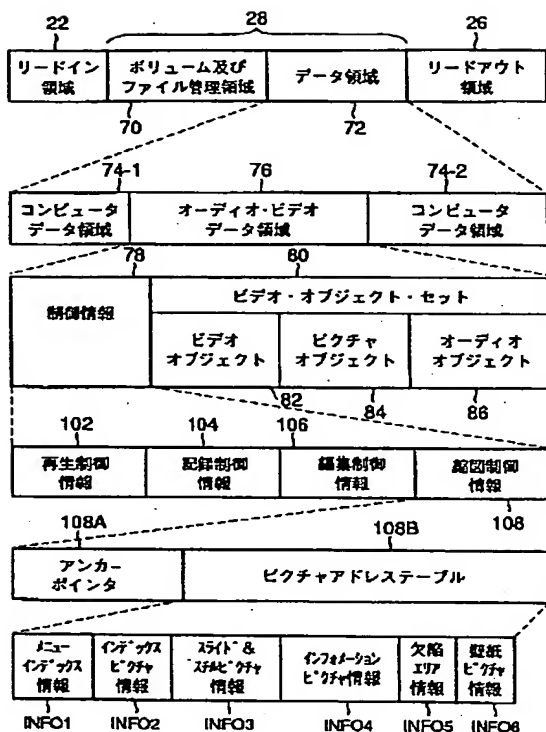 22
28
26
リードイン
領域
ボリューム及び
ファイル管理領域
データ領域
リードアウト
領域
70
72
74-1
76
74-2
コンピュータ
データ領域
オーディオ・ビデオ
データ領域
コンピュータ
データ領域
78
80
制御情報
ビデオ・オブジェクト・セット
ビデオ
オブジェクト
ピクチャ
オブジェクト
オーディオ
オブジェクト
82
84
86
102
104
106
再生制御
情報
記録制御
情報
編集制御
情報
縮図制御
情報
108
108A
108B
アンカー
ポインタ
ピクチャアドレステーブル
メニュー
インデックス
情報
インデックス
ピクチャ
情報
スライド&
スチルピクチャ
情報
インフォメーション
ピクチャ情報
欠陥
エリア
情報
壁紙
ピクチャ
情報
INFO1
INFO2
INFO3
INFO4
INFO5
INFO6